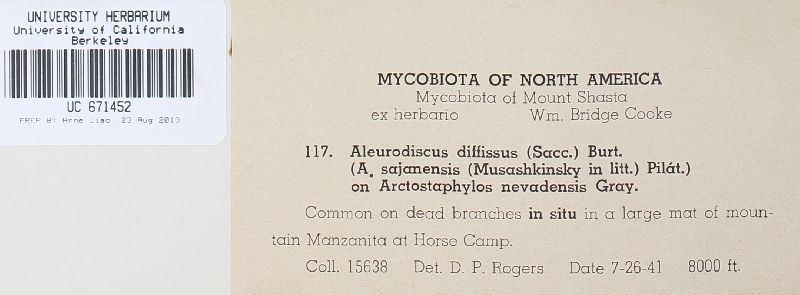 UNIVERSITY HERBARIUM
University of California
Berkeley
UC 671452
PREP BY Arne Liao, 23 Aug 2013
MYCOBIOTA OF NORTH AMERICA
Mycobiota of Mount Shasta
ex herbario Wm. Bridge Cooke
117. Aleurodiscus diffissus (Sacc.) Burt.
(A. sajanensis (Musashkinsky in litt.) Pilát.)
on Arctostaphylos nevadensis Gray.
Common on dead branches in situ in a large mat of moun-
tain Manzanita at Horse Camp.
Coll. 15638 Det. D. P. Rogers Date 7-26-41 8000 ft.